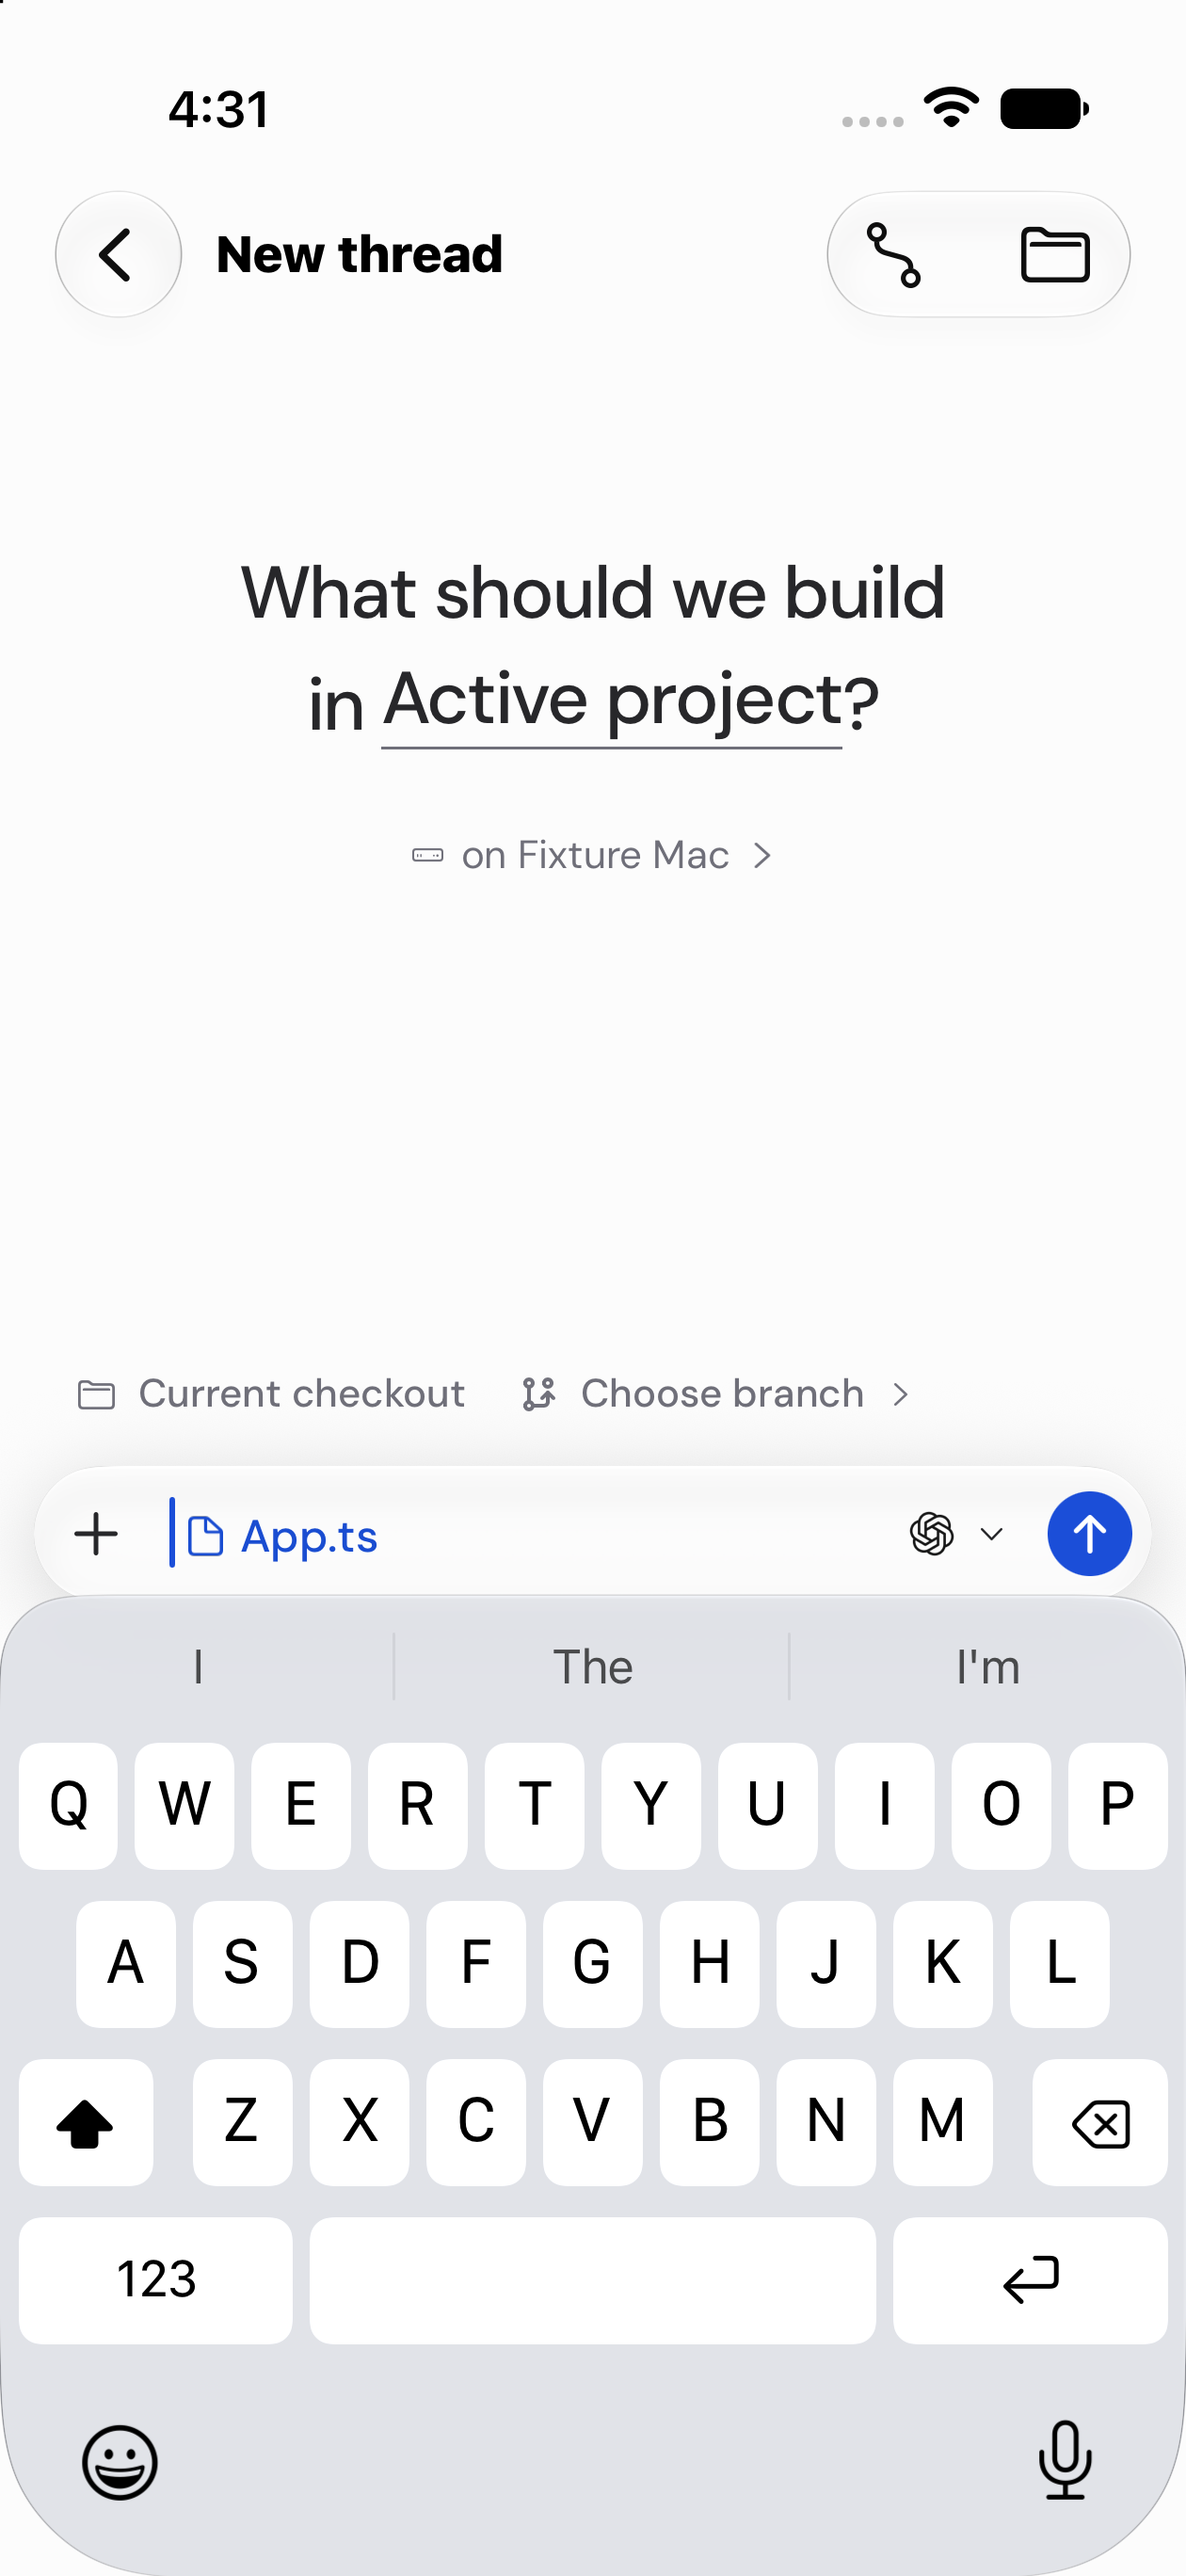 4:31
New thread
What should we build
in Active project?
on Fixture Mac
Current checkout Choose branch
App.ts
I The I'm
Q W E R T Y U I O P
A S D F G H J K L
Z X C V B N M
123